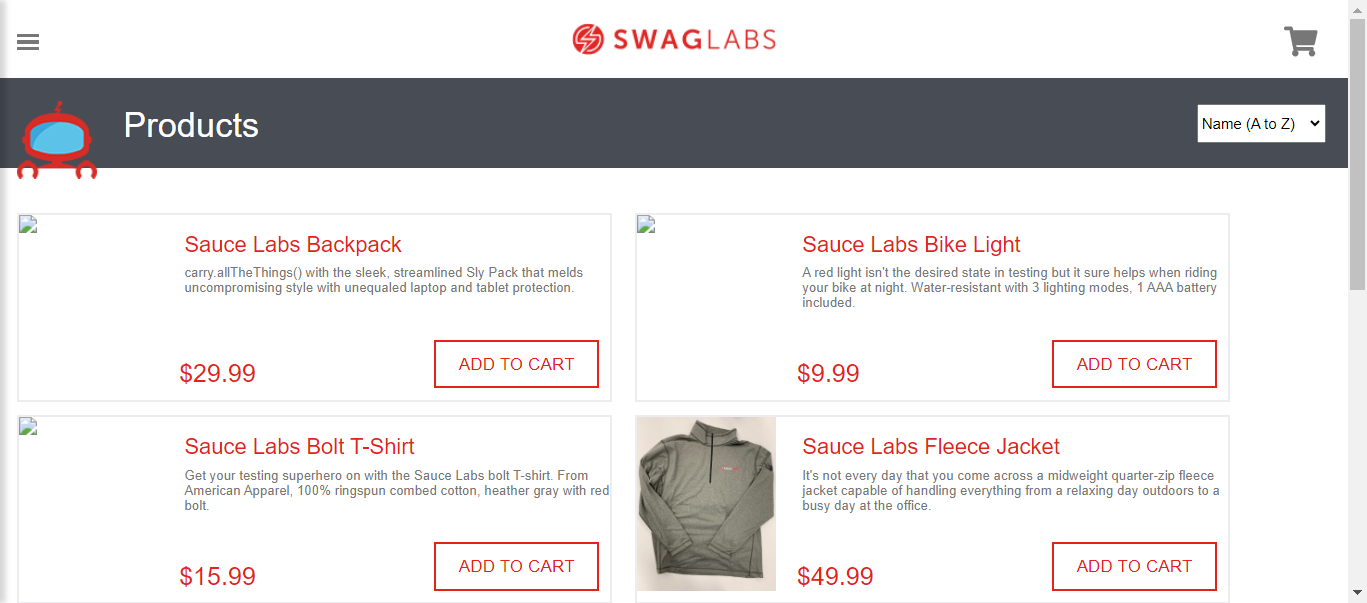 SWAGLABS
Products
Name (A to Z)
Sauce Labs Backpack
carry.allTheThings() with the sleek, streamlined Sly Pack that melds
uncompromising style with unequaled laptop and tablet protection.
$29.99
ADD TO CART
Sauce Labs Bike Light
A red light isn't the desired state in testing but it sure helps when riding
your bike at night. Water-resistant with 3 lighting modes, 1 AAA battery
included.
$9.99
ADD TO CART
Sauce Labs Bolt T-Shirt
Get your testing superhero on with the Sauce Labs bolt T-shirt. From
American Apparel, 100% ringspun combed cotton, heather gray with red
bolt.
$15.99
ADD TO CART
Sauce Labs Fleece Jacket
It's not every day that you come across a midweight quarter-zip fleece
jacket capable of handling everything from a relaxing day outdoors to a
busy day at the office.
$49.99
ADD TO CART